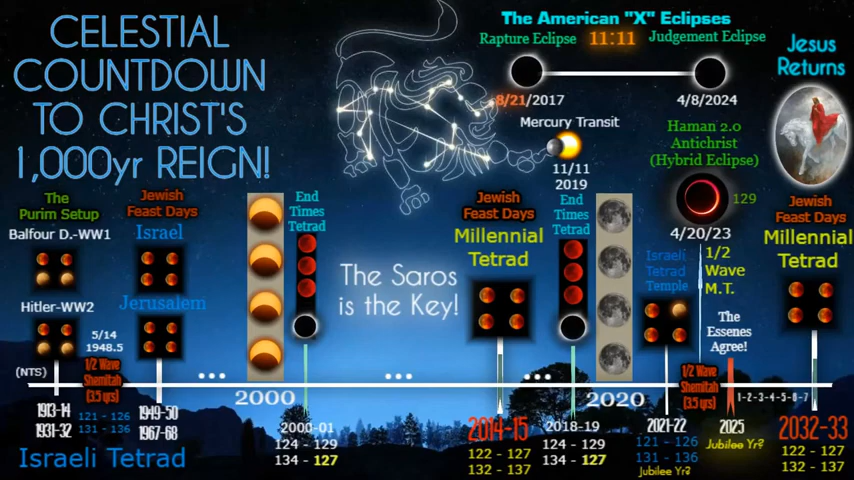 CELESTIAL
COUNTDOWN
TO CHRIST'S
1,000yr REIGN!
The American "X" Eclipses
Rapture Eclipse 11:11 Judgement Eclipse
8/21/2017
4/8/2024
Jesus
Returns
Mercury Transit
11/11
2019
Haman 2.0
Antichrist
(Hybrid Eclipse)
129
4/20/23
The
Purim Setup
Balfour D.-WW1
Hitler-WW2
Jewish
Feast Days
Israel
Jerusalem
5/14
1948.5
1/2 Wave
Shemitah
(3.5 yrs)
End
Times
Tetrad
The Saros
is the Key!
Jewish
Feast Days
Millennial
Tetrad
End
Times
Tetrad
Israeli
Tetrad
Temple
1/2
Wave
M.T.
The
Essenes
Agree!
1/2 Wave
Shemitah
(3.5 yrs)
Jewish
Feast Days
Millennial
Tetrad
(NTS)
...
2000
...
...
2020
1-2-3-4-5-6-7
1913-14
1931-32
121 - 126
131 - 136
1949-50
1967-68
Israeli Tetrad
2000-01
124 - 129
134 - 127
2014-15
122 - 127
132 - 137
2018-19
124 - 129
134 - 127
2021-22
121 - 126
131 - 136
Jubilee Yr?
2025
Jubilee Yr?
2032-33
122 - 127
132 - 137